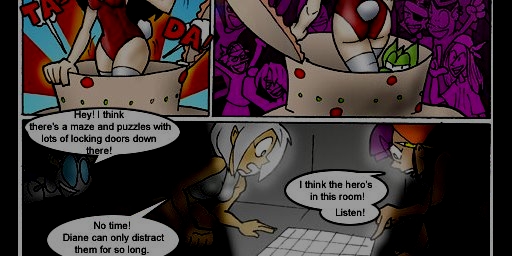 TA
DA
Hey! I think
there's a maze and puzzles with
lots of locking doors down
there!
I think the hero's
in this room!
Listen!
No time!
Diane can only distract
them for so long.